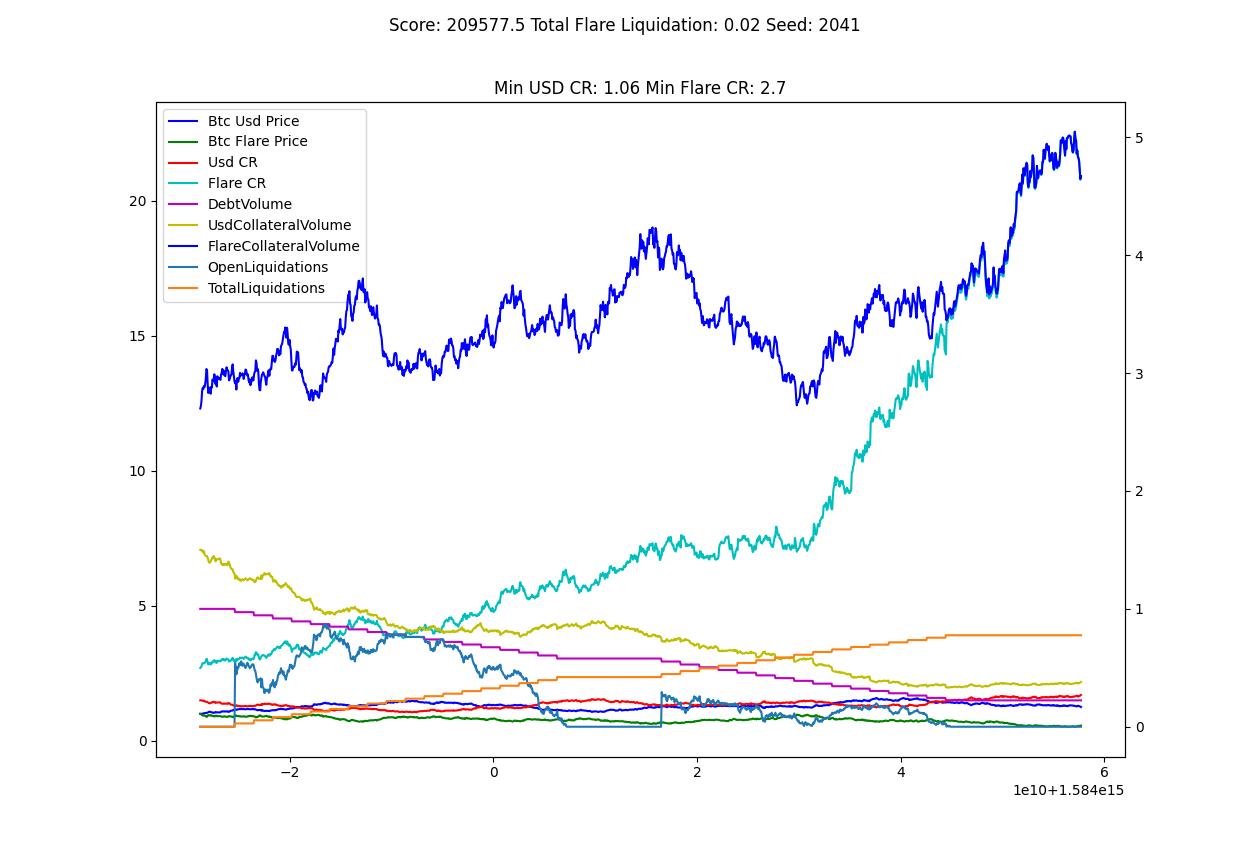 Score: 209577.5 Total Flare Liquidation: 0.02 Seed: 2041
Min USD CR: 1.06 Min Flare CR: 2.7
Btc Usd Price
Btc Flare Price
Usd CR
Flare CR
DebtVolume
UsdCollateralVolume
FlareCollateralVolume
OpenLiquidations
TotalLiquidations
20
15
10
5
0
5
4
3
2
1
0
−2
0
2
4
6
1e10+1.584e15